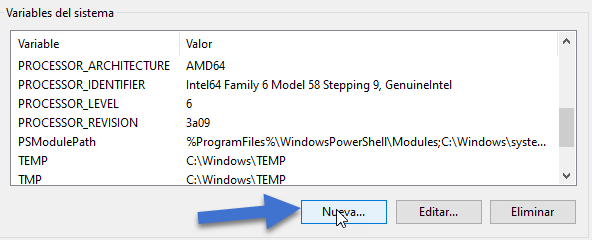 Variables del sistema
Variable Valor
PROCESSOR_ARCHITECTURE AMD64
PROCESSOR_IDENTIFIER Intel64 Family 6 Model 58 Stepping 9, GenuineIntel
PROCESSOR_LEVEL 6
PROCESSOR_REVISION 3a09
PSModulePath %ProgramFiles%\WindowsPowerShell\Modules;C:\Windows\syste...
TEMP C:\Windows\TEMP
TMP C:\Windows\TEMP
Nueva... Editar... Eliminar